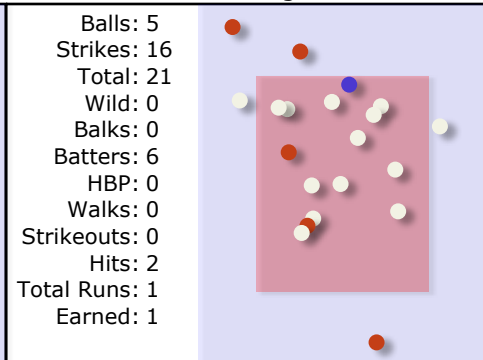 Balls: 5
Strikes: 16
Total: 21
Wild: 0
Balks: 0
Batters: 6
HBP: 0
Walks: 0
Strikeouts: 0
Hits: 2
Total Runs: 1
Earned: 1